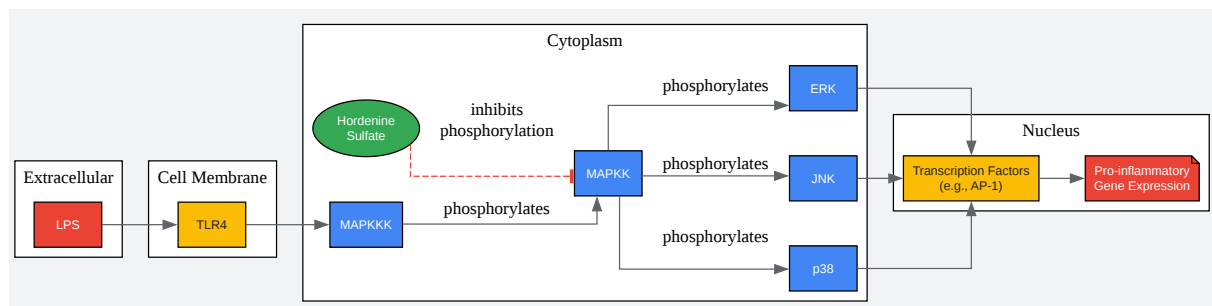 Cytoplasm
Extracellular
LPS
Cell Membrane
TLR4
Hordenine
Sulfate
inhibits
phosphorylation
MAPKKK
phosphorylates
MAPKK
phosphorylates
ERK
phosphorylates
JNK
phosphorylates
p38
Nucleus
Transcription Factors
(e.g., AP-1)
Pro-inflammatory
Gene Expression